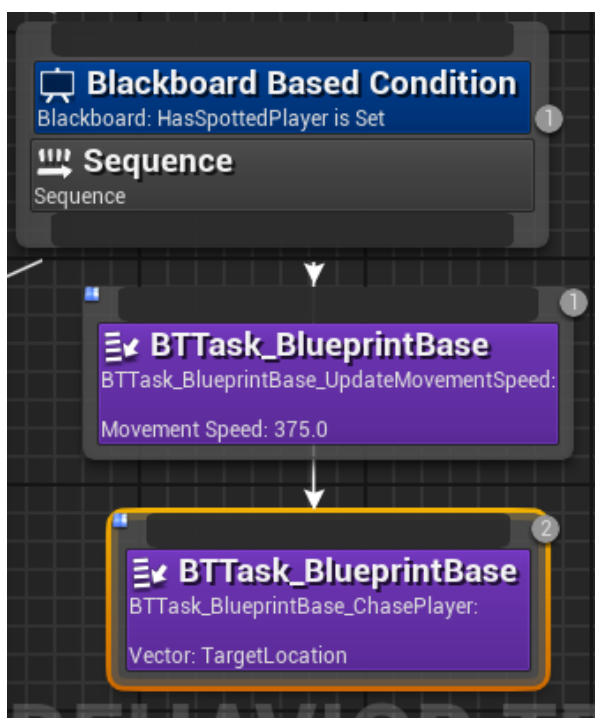 Blackboard Based Condition
Blackboard: HasSpottedPlayer is Set
1
Sequence
Sequence
1
BTTask_BlueprintBase
BTTask_BlueprintBase_UpdateMovementSpeed:
Movement Speed: 375.0
2
BTTask_BlueprintBase
BTTask_BlueprintBase_ChasePlayer:
Vector: TargetLocation